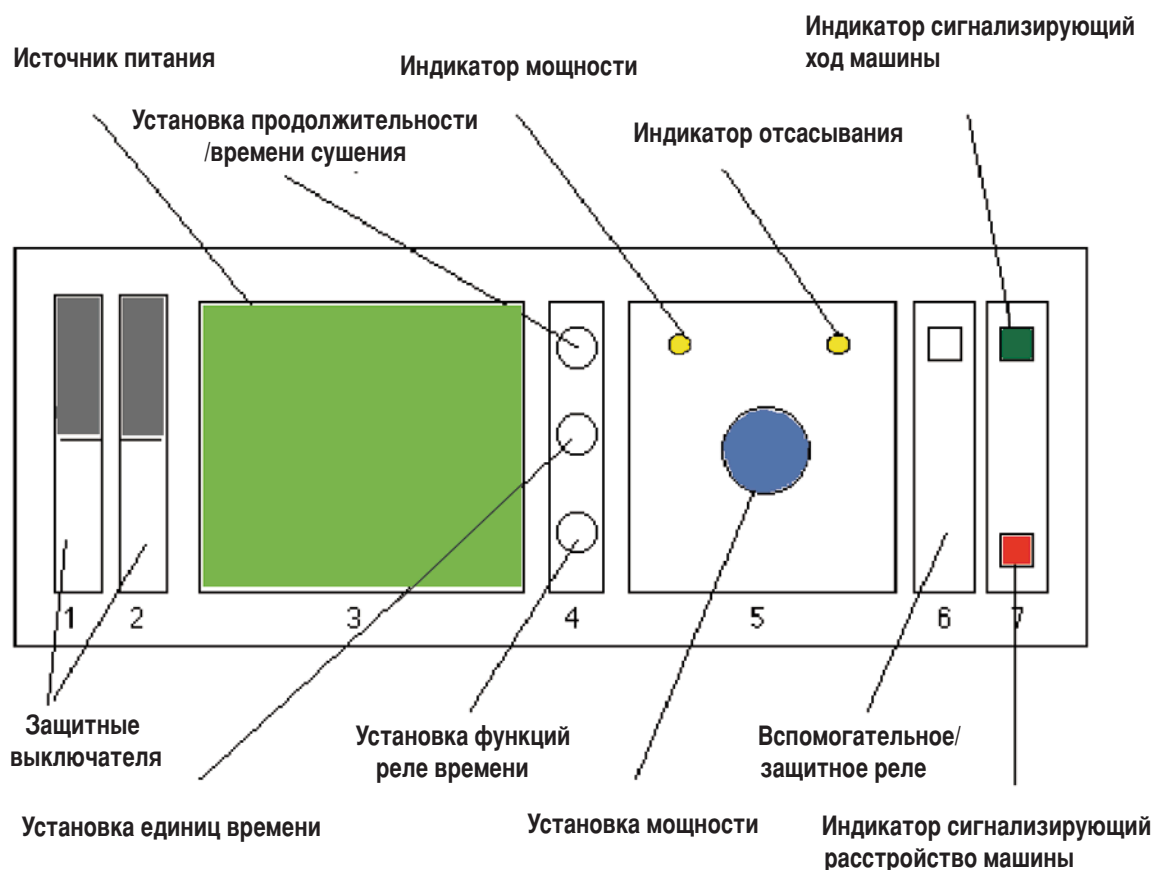 Индикатор сигнализирующий
ход машины
Источник питания
Индикатор мощности
Установка продолжительности
/времени сушения
Индикатор отсасывания
1
2
3
4
5
6
7
Защитные
выключателя
Установка функций
реле времени
Вспомогательное/
защитное реле
Установка единиц времени
Установка мощности
Индикатор сигнализирующий
расстройство машины